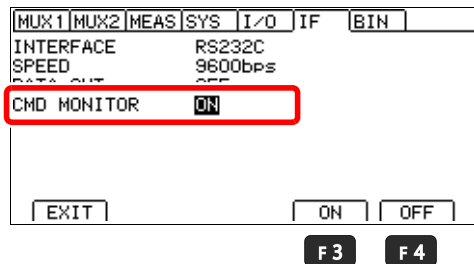 MUX1 MUX2 MEAS SYS I/O IF BIN
INTERFACE RS232C
SPEED 9600bps
CMD MONITOR ON
EXIT ON OFF
F3 F4